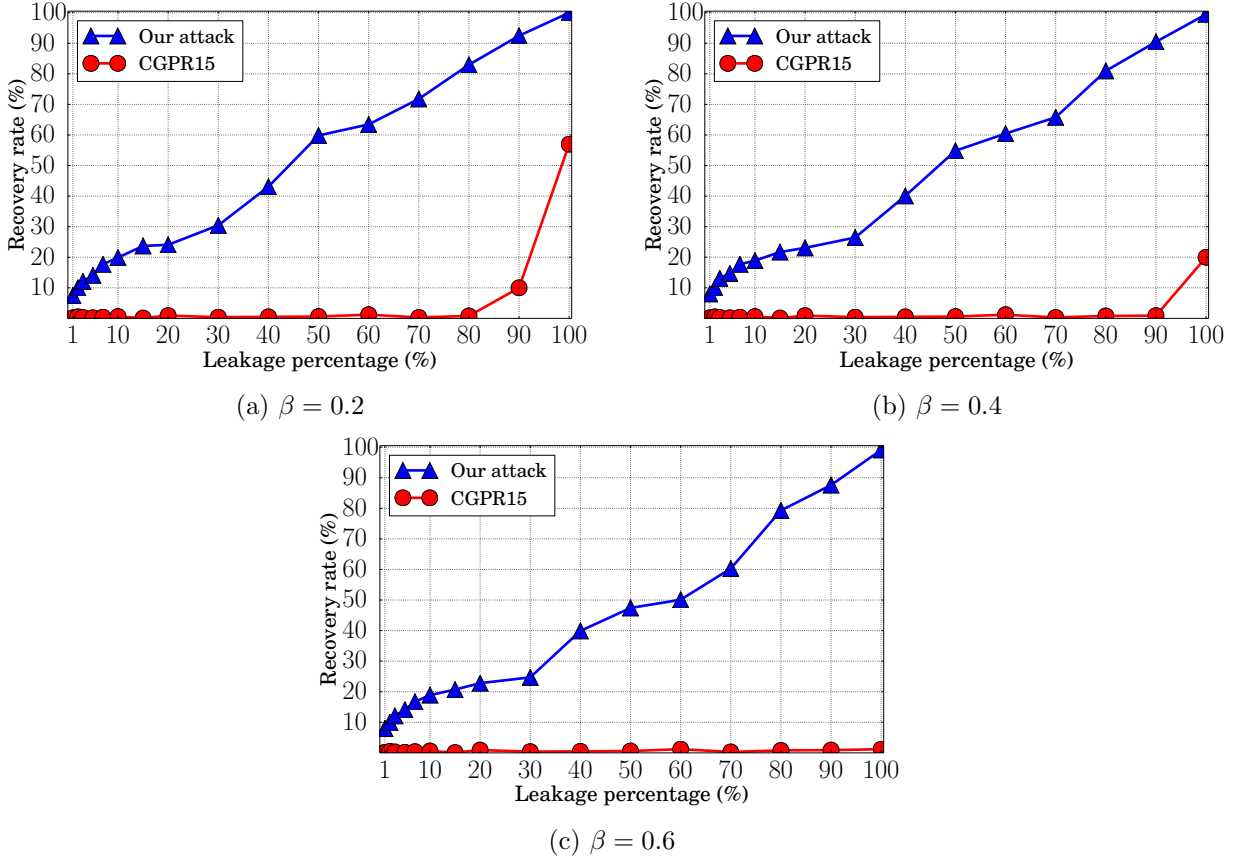 100
90
80
70
60
50
40
30
20
10
Recovery rate (%)
Our attack
CGPR15
1 10 20 30 40 50 60 70 80 90 100
Leakage percentage (%)
(a) β = 0.2
100
90
80
70
60
50
40
30
20
10
Recovery rate (%)
Our attack
CGPR15
1 10 20 30 40 50 60 70 80 90 100
Leakage percentage (%)
(b) β = 0.4
100
90
80
70
60
50
40
30
20
10
Recovery rate (%)
Our attack
CGPR15
1 10 20 30 40 50 60 70 80 90 100
Leakage percentage (%)
(c) β = 0.6